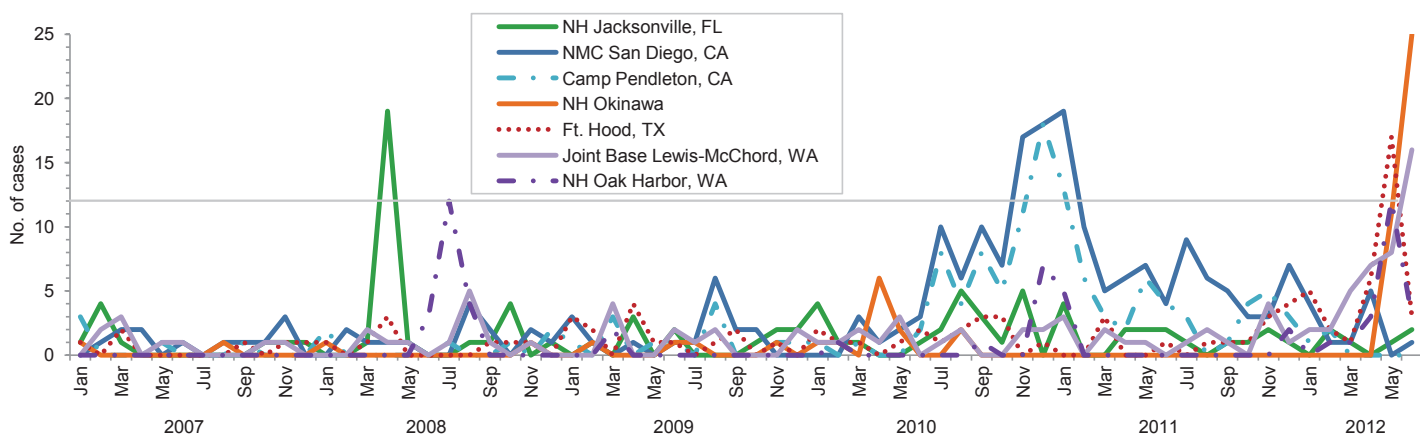 NH Jacksonville, FL
NMC San Diego, CA
Camp Pendleton, CA
NH Okinawa
Ft. Hood, TX
Joint Base Lewis-McChord, WA
NH Oak Harbor, WA
No. of cases
25
20
15
10
5
0
Jan Mar May Jul Sep Nov Jan Mar May Jul Sep Nov Jan Mar May Jul Sep Nov Jan Mar May Jul Sep Nov Jan Mar May Jul Sep Nov Jan Mar May
2007 2008 2009 2010 2011 2012